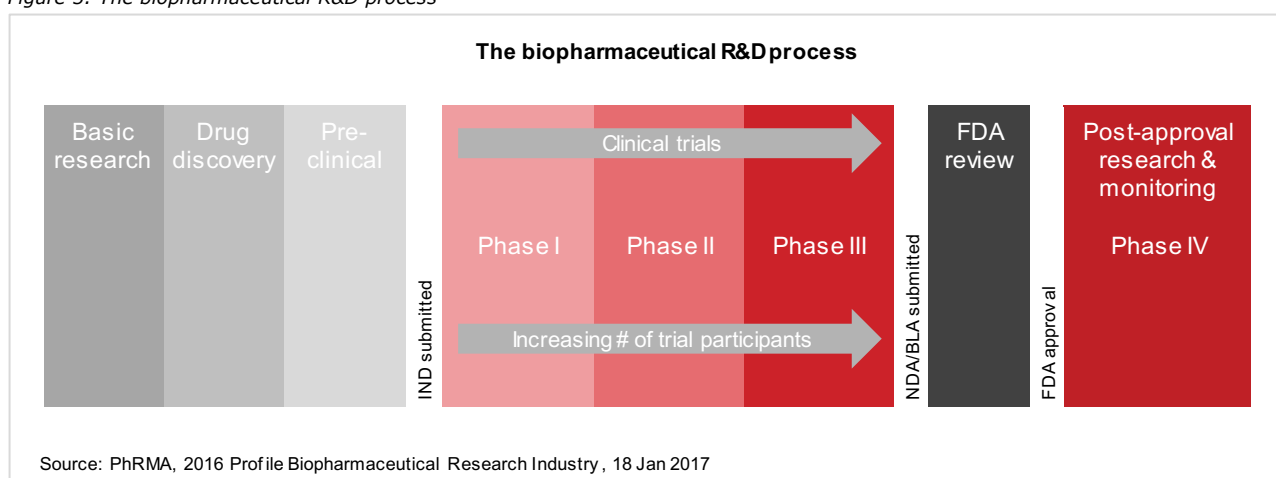 Figure 3. The biopharmaceutical R&D process
The biopharmaceutical R&D process
Basic
research
Drug
discovery
Pre-
clinical
IND submitted
Clinical trials
Phase I
Phase II
Phase III
Increasing # of trial participants
NDA/BLA submitted
FDA
review
FDA approval
Post-approval
research &
monitoring
Phase IV
Source: PhRMA, 2016 Profile Biopharmaceutical Research Industry, 18 Jan 2017